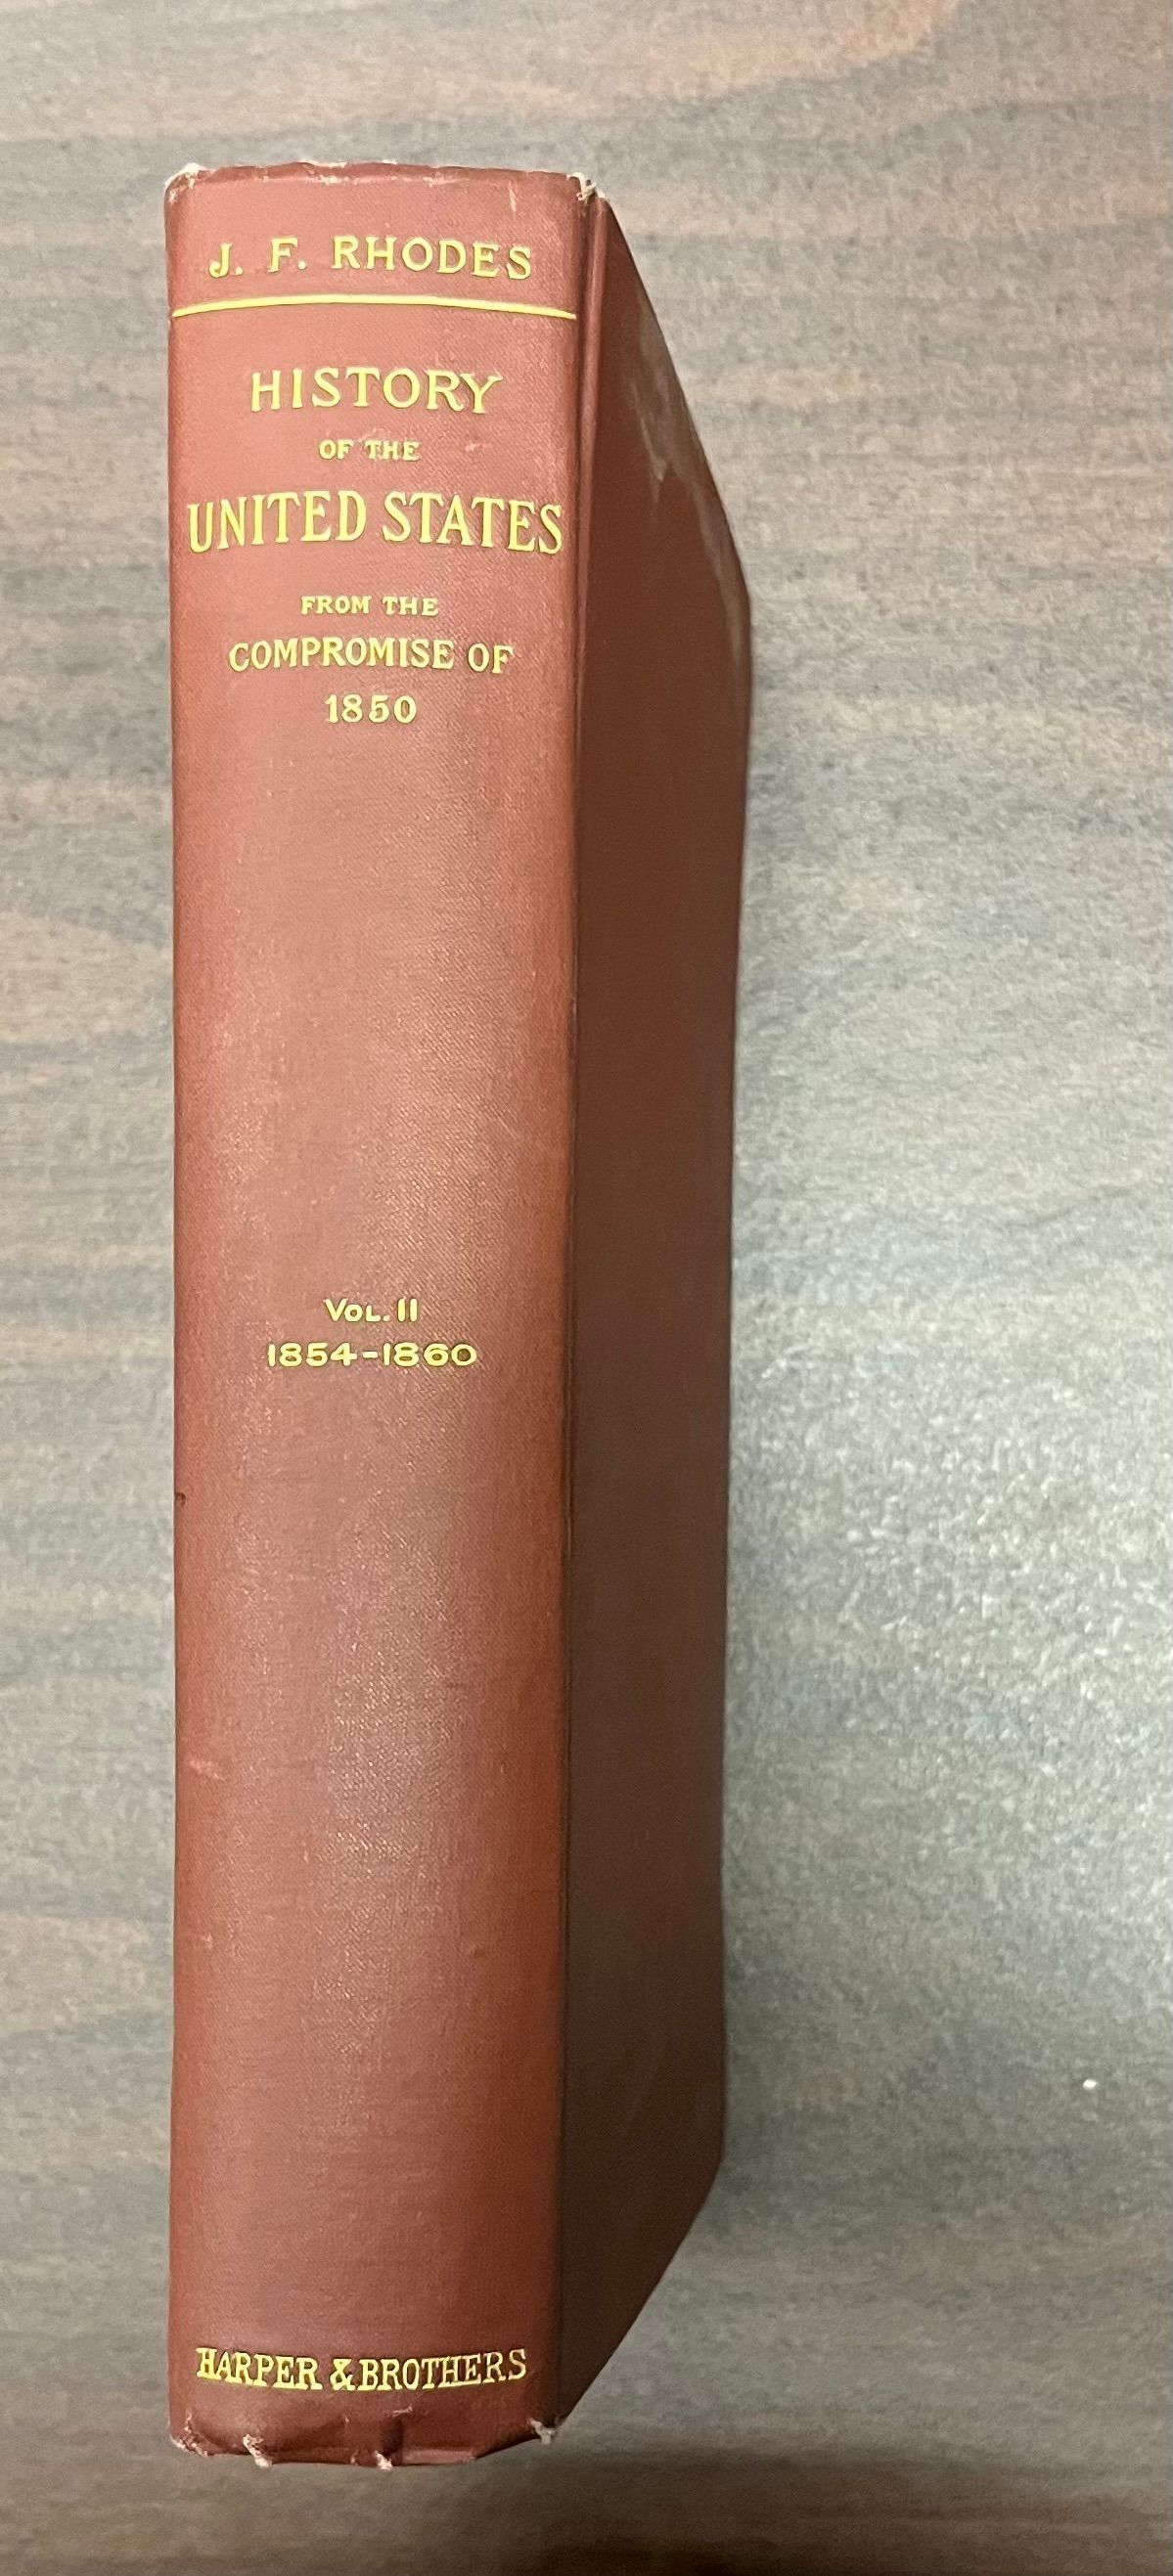 J. F. RHODES
HISTORY
OF THE
UNITED STATES
FROM THE
COMPROMISE OF
1850
VOL. II
1854-1860
HARPER & BROTHERS